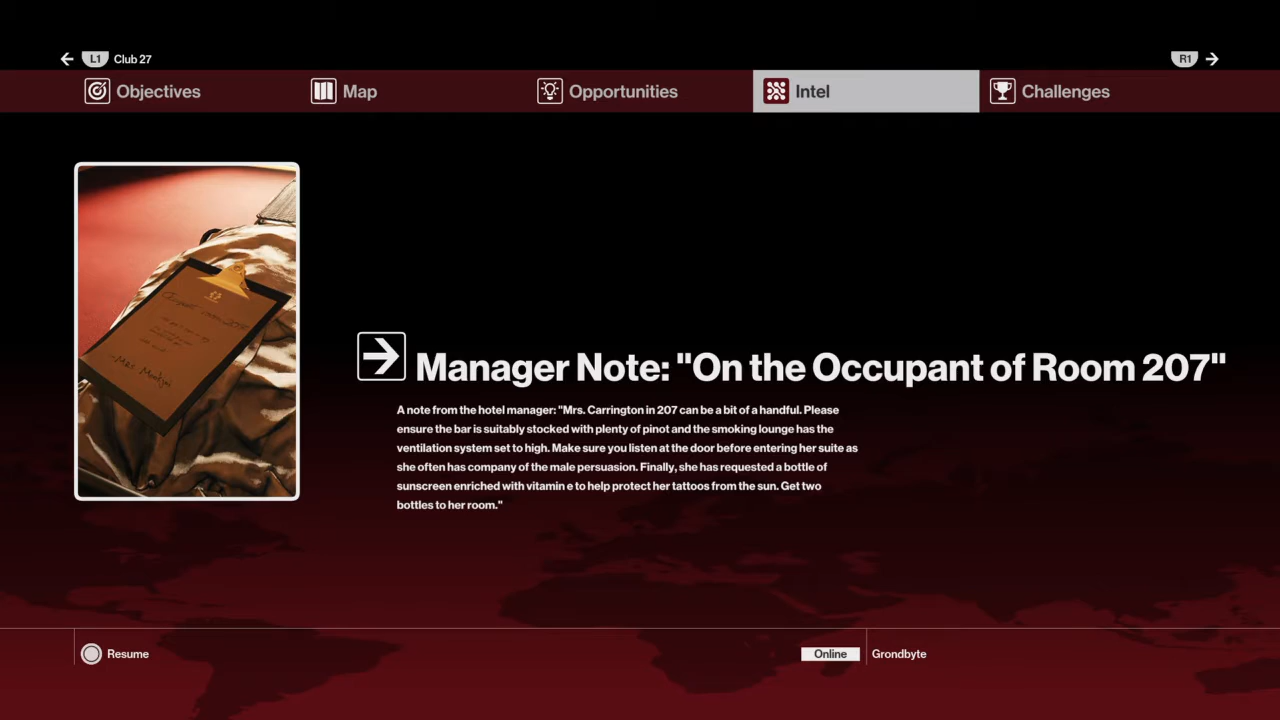 L1 Club 27
R1
Objectives
Map
Opportunities
Intel
Challenges
Manager Note: "On the Occupant of Room 207"
A note from the hotel manager: "Mrs. Carrington in 207 can be a bit of a handful. Please
ensure the bar is suitably stocked with plenty of pinot and the smoking lounge has the
ventilation system set to high. Make sure you listen at the door before entering her suite as
she often has company of the male persuasion. Finally, she has requested a bottle of
sunscreen enriched with vitamin e to help protect her tattoos from the sun. Get two
bottles to her room."
Resume
Online
Grondbyte